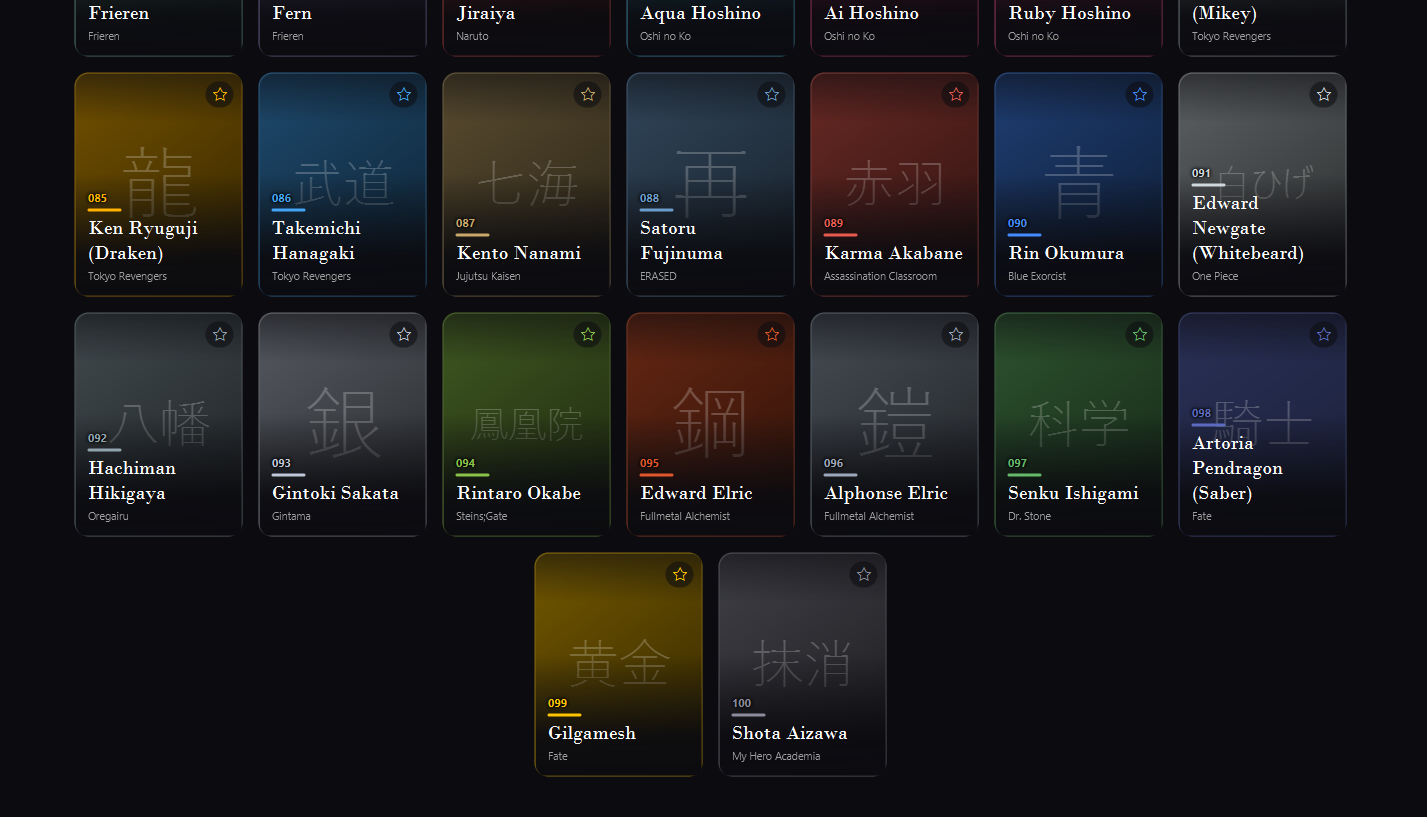 Frieren
Frieren
Fern
Frieren
Jiraiya
Naruto
Aqua Hoshino
Oshi no Ko
Ai Hoshino
Oshi no Ko
Ruby Hoshino
Oshi no Ko
(Mikey)
Tokyo Revengers
龍
085
Ken Ryuguji
(Draken)
Tokyo Revengers
武道
086
Takemichi
Hanagaki
Tokyo Revengers
七海
087
Kento Nanami
Jujutsu Kaisen
再
088
Satoru
Fujinuma
ERASED
赤羽
089
Karma Akabane
Assassination Classroom
青
090
Rin Okumura
Blue Exorcist
白ひげ
091
Edward
Newgate
(Whitebeard)
One Piece
八幡
092
Hachiman
Hikigaya
Oregairu
銀
093
Gintoki Sakata
Gintama
鳳凰院
094
Rintaro Okabe
Steins;Gate
鋼
095
Edward Elric
Fullmetal Alchemist
鎧
096
Alphonse Elric
Fullmetal Alchemist
科学
097
Senku Ishigami
Dr. Stone
騎士
098
Artoria
Pendragon
(Saber)
Fate
黄金
099
Gilgamesh
Fate
抹消
100
Shota Aizawa
My Hero Academia